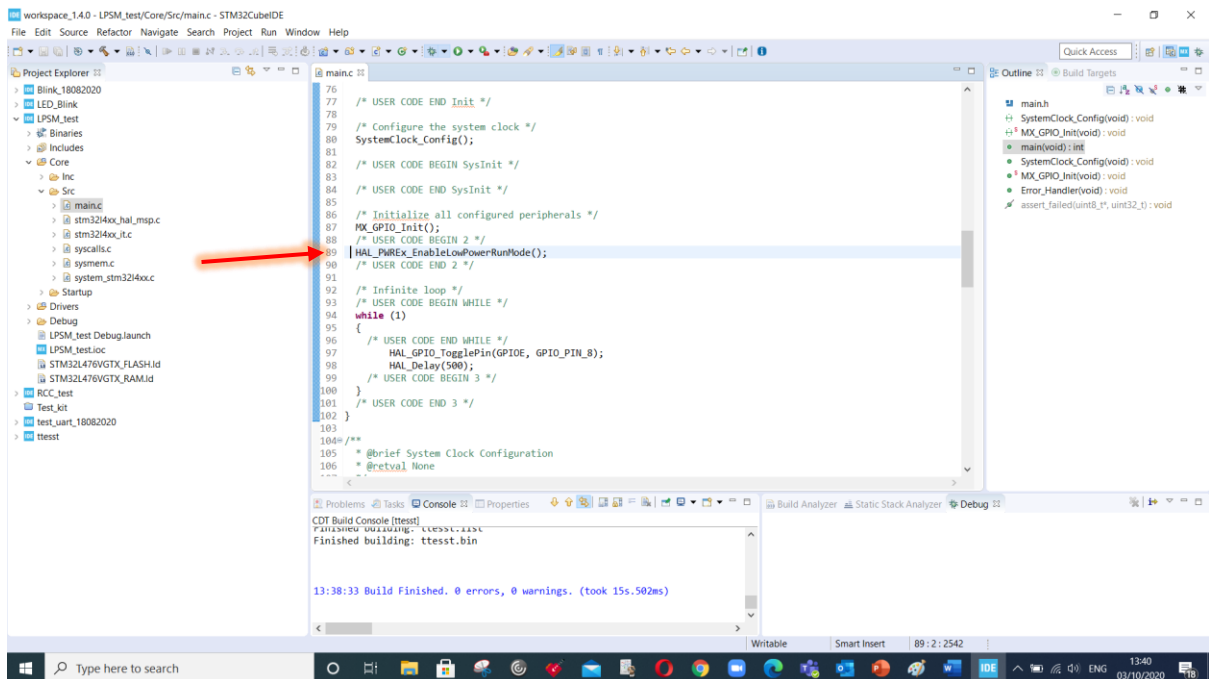 workspace_1.4.0 - LPSM_test/Core/Src/main.c - STM32CubeIDE
File Edit Source Refactor Navigate Search Project Run Window Help
Quick Access
Project Explorer
Blink_18082020
LED_Blink
LPSM_test
Binaries
Includes
Core
Inc
Src
main.c
stm32l4xx_hal_msp.c
stm32l4xx_it.c
syscalls.c
sysmem.c
system_stm32l4xx.c
Startup
Drivers
Debug
LPSM_test Debug.launch
LPSM_test.ioc
STM32L476VGTX_FLASH.ld
STM32L476VGTX_RAM.ld
RCC_test
Test_kit
test_uart_18082020
ttesst
main.c
76
77 /* USER CODE END Init */
78
79 /* Configure the system clock */
80 SystemClock_Config();
81
82 /* USER CODE BEGIN SysInit */
83
84 /* USER CODE END SysInit */
85
86 /* Initialize all configured peripherals */
87 MX_GPIO_Init();
88 /* USER CODE BEGIN 2 */
89 HAL_PWREx_EnableLowPowerRunMode();
90 /* USER CODE END 2 */
91
92 /* Infinite loop */
93 /* USER CODE BEGIN WHILE */
94 while (1)
95 {
96 /* USER CODE END WHILE */
97 HAL_GPIO_TogglePin(GPIOE, GPIO_PIN_8);
98 HAL_Delay(500);
99 /* USER CODE BEGIN 3 */
100 }
101 /* USER CODE END 3 */
102 }
103
104 /**
105 * @brief System Clock Configuration
106 * @retval None
Outline Build Targets
main.h
SystemClock_Config(void) : void
S MX_GPIO_Init(void) : void
main(void) : int
SystemClock_Config(void) : void
S MX_GPIO_Init(void) : void
Error_Handler(void) : void
assert_failed(uint8_t*, uint32_t) : void
Problems Tasks Console Properties
CDT Build Console [ttesst]
Finished building: ttesst.list
Finished building: ttesst.bin
13:38:33 Build Finished. 0 errors, 0 warnings. (took 15s.502ms)
Build Analyzer Static Stack Analyzer Debug
Writable Smart Insert 89 : 2 : 2542
Type here to search
IDE
ENG
13:40
03/10/2020
18